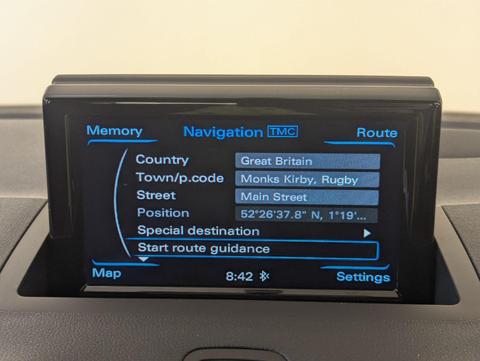 Memory Navigation TMC Route
Country Great Britain
Town/p.code Monks Kirby, Rugby
Street Main Street
Position 52°26'37.8" N, 1°19'...
Special destination
Start route guidance
Map 8:42 Settings